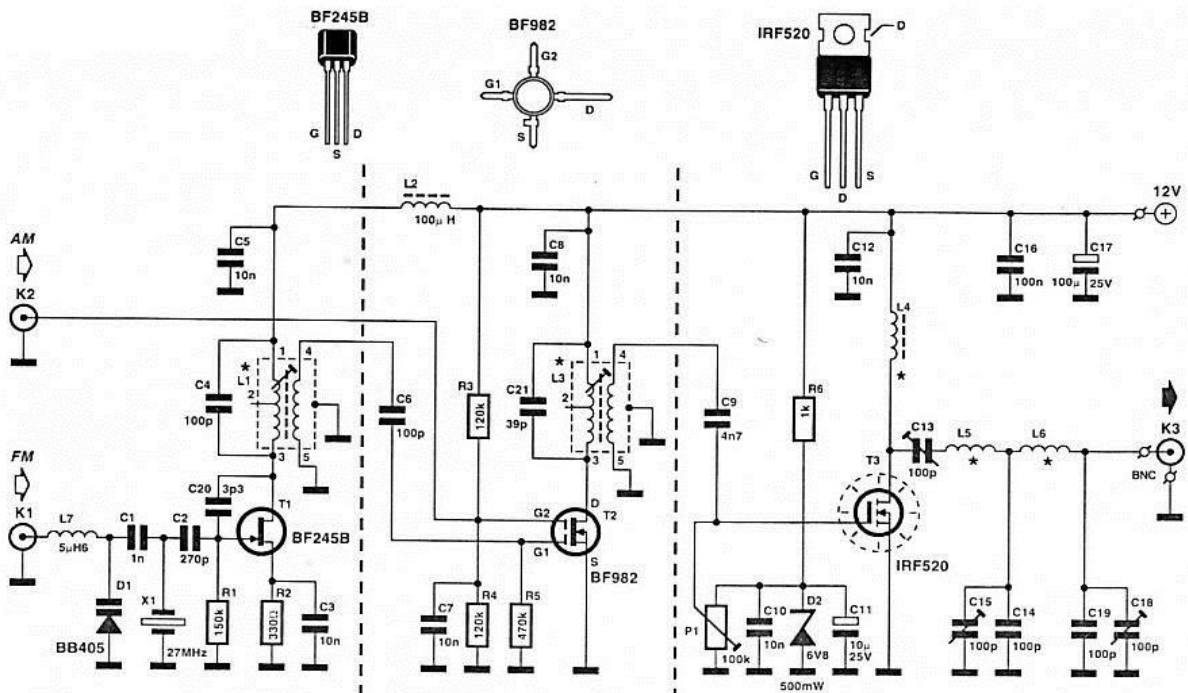 BF245B
G
S
D
BF982
G2
G1
D
S
IRF520
D
G
D
S
L2
100µ H
12V
AM
K2
C5
10n
C8
10n
C12
10n
C16
100n
C17
100µ
25V
L4
*
C4
100p
*
L1
1
2
3
4
5
C6
100p
R3
120k
C21
39p
*
L3
1
2
3
4
5
C9
4n7
R6
1k
C13
100p
L5
*
L6
*
K3
BNC
FM
K1
L7
5µH6
C1
1n
C2
270p
C20
3p3
T1
BF245B
G2
G1
D
T2
S
BF982
T3
IRF520
D1
BB405
X1
27MHz
R1
150k
R2
330Ω
C3
10n
C7
10n
R4
120k
R5
470k
P1
100k
C10
10n
D2
6V8
500mW
C11
10µ
25V
C15
100p
C14
100p
C19
100p
C18
100p